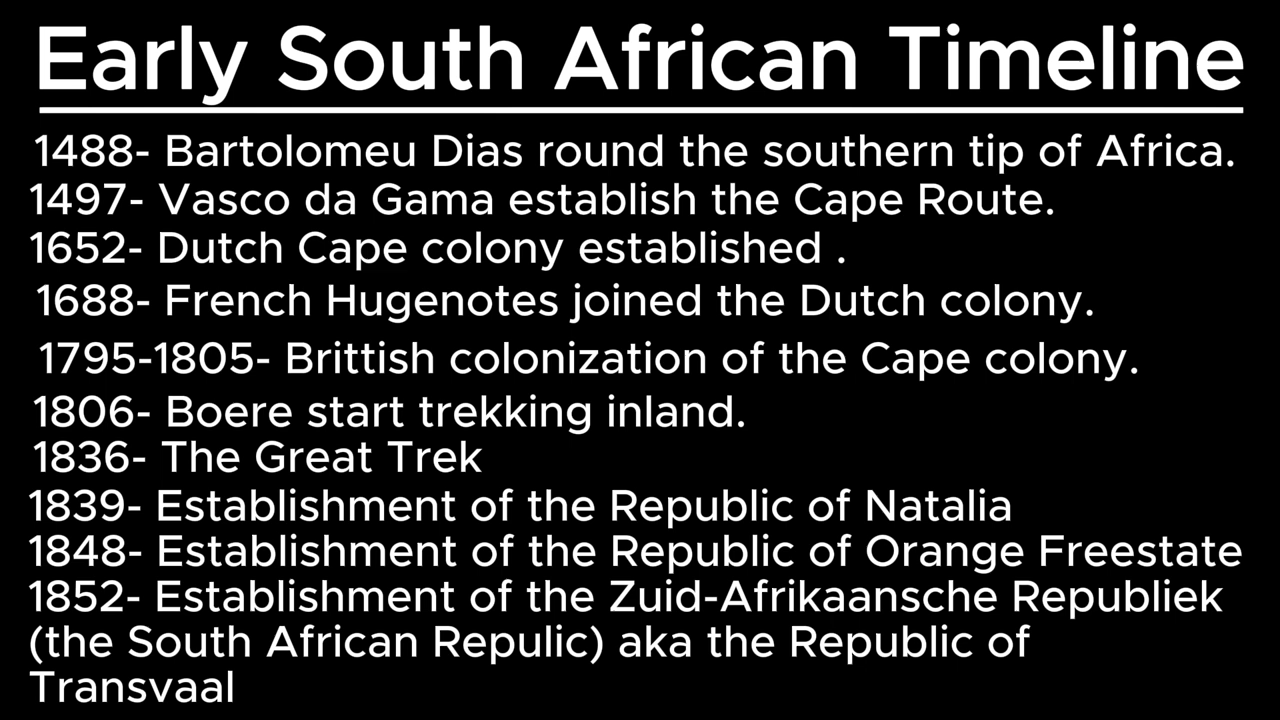 Early South African Timeline
1488- Bartolomeu Dias round the southern tip of Africa.
1497- Vasco da Gama establish the Cape Route.
1652- Dutch Cape colony established .
1688- French Hugenotes joined the Dutch colony.
1795-1805- Brittish colonization of the Cape colony.
1806- Boere start trekking inland.
1836- The Great Trek
1839- Establishment of the Republic of Natalia
1848- Establishment of the Republic of Orange Freestate
1852- Establishment of the Zuid-Afrikaansche Republiek
(the South African Repulic) aka the Republic of
Transvaal